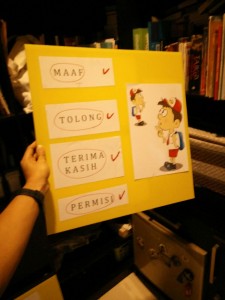 MAAF
TOLONG
TERIMA
KASIH
PERMISI